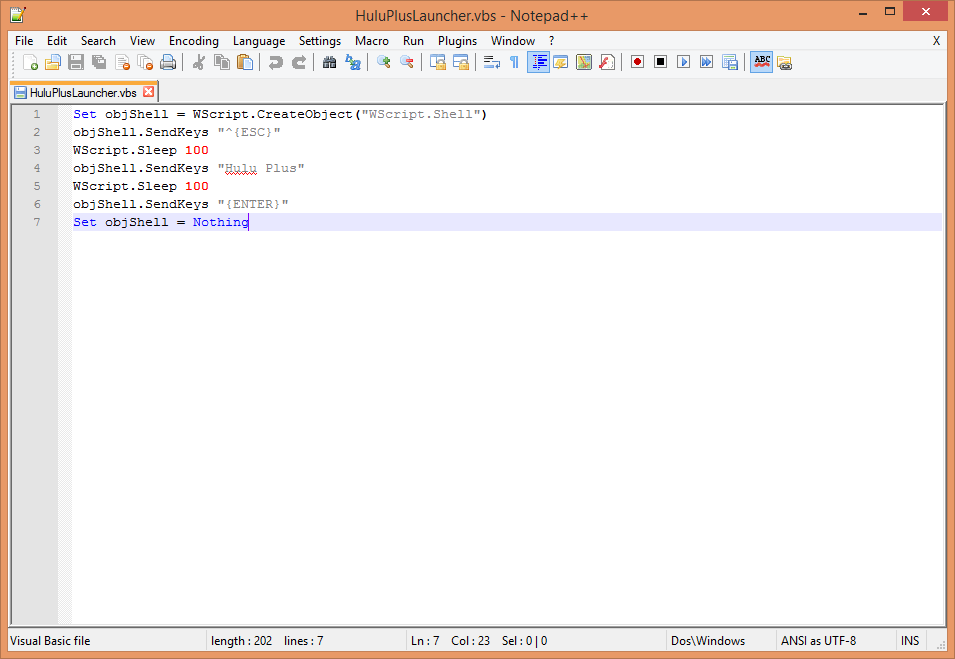 HuluPlusLauncher.vbs - Notepad++
File Edit Search View Encoding Language Settings Macro Run Plugins Window ? X
ABC
HuluPlusLauncher.vbs
1 Set objShell = WScript.CreateObject("WScript.Shell")
2 objShell.SendKeys "^{ESC}"
3 WScript.Sleep 100
4 objShell.SendKeys "Hulu Plus"
5 WScript.Sleep 100
6 objShell.SendKeys "{ENTER}"
7 Set objShell = Nothing
Visual Basic file length : 202 lines : 7 Ln : 7 Col : 23 Sel : 0 | 0 Dos\Windows ANSI as UTF-8 INS